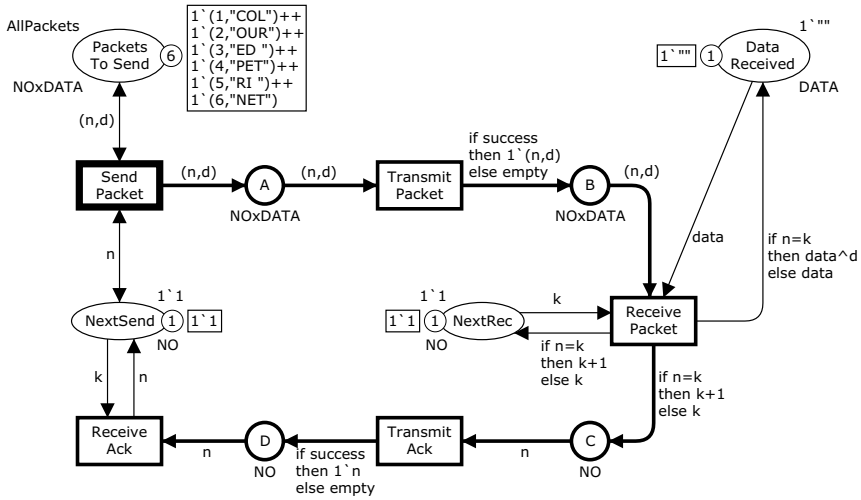 AllPackets
Packets
To Send
6
1`(1,"COL")++
1`(2,"OUR")++
1`(3,"ED ")++
1`(4,"PET")++
1`(5,"RI ")++
1`(6,"NET")
NOxDATA
1`""
1`""
1
Data
Received
DATA
(n,d)
Send
Packet
(n,d)
A
NOxDATA
(n,d)
Transmit
Packet
if success
then 1`(n,d)
else empty
B
NOxDATA
(n,d)
data
if n=k
then data^d
else data
n
1`1
NextSend
1
1`1
NO
1`1
1`1
1
NextRec
NO
k
if n=k
then k+1
else k
Receive
Packet
k
n
if n=k
then k+1
else k
Receive
Ack
n
D
NO
if success
then 1`n
else empty
Transmit
Ack
n
C
NO